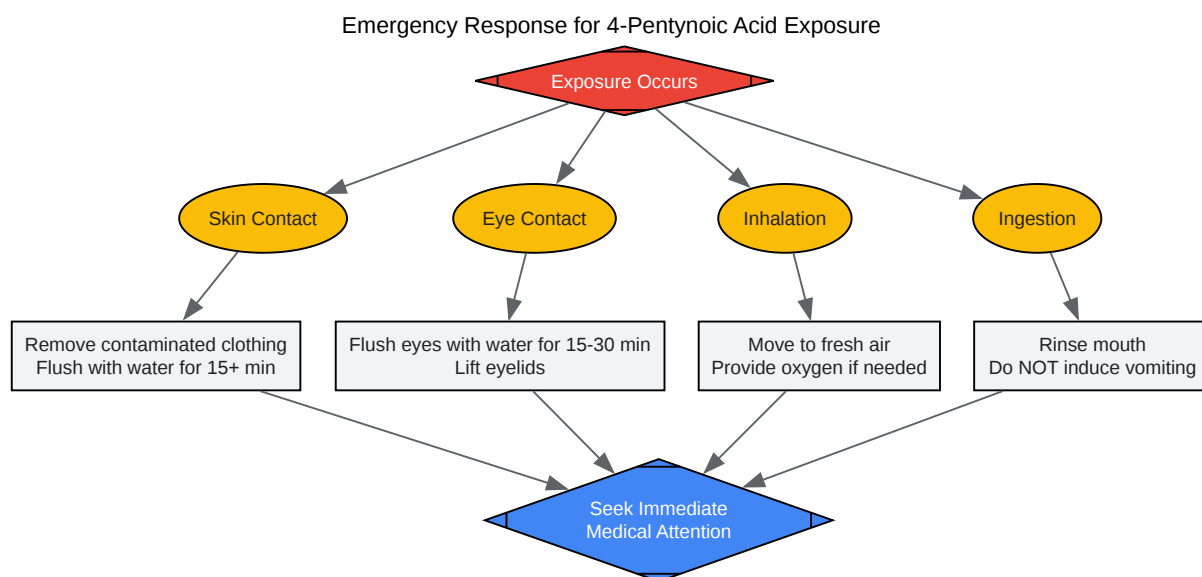 Emergency Response for 4-Pentynoic Acid Exposure
Exposure Occurs
Skin Contact
Eye Contact
Inhalation
Ingestion
Remove contaminated clothing
Flush with water for 15+ min
Flush eyes with water for 15-30 min
Lift eyelids
Move to fresh air
Provide oxygen if needed
Rinse mouth
Do NOT induce vomiting
Seek Immediate
Medical Attention